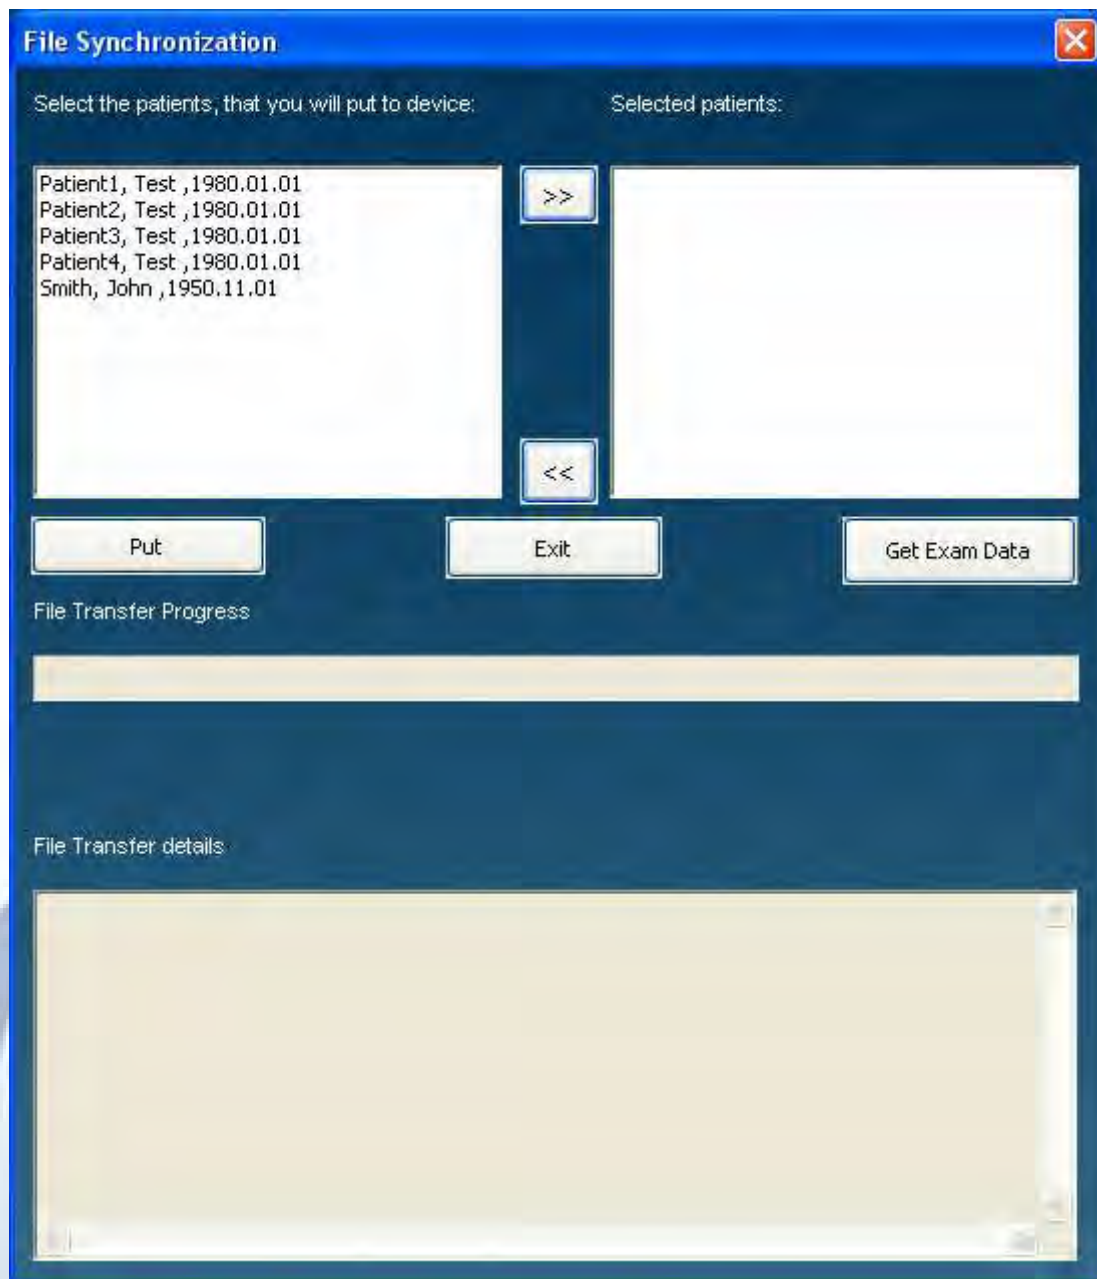 File Synchronization
Select the patients, that you will put to device:
Selected patients:
Patient1, Test ,1980.01.01
Patient2, Test ,1980.01.01
Patient3, Test ,1980.01.01
Patient4, Test ,1980.01.01
Smith, John ,1950.11.01
>>
<<
Put
Exit
Get Exam Data
File Transfer Progress
File Transfer details